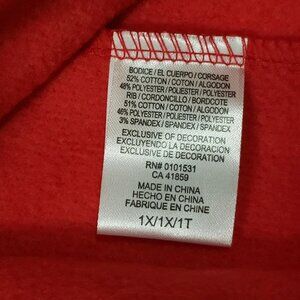 BODICE / EL CUERPO / CORSAGE
52% COTTON / COTON / ALGODON
48% POLYESTER / POLIESTER / POLYESTER
RIB / CORDONCILLO / BORDCOTE
51% COTTON / COTON / ALGODON
46% POLYESTER / POLIESTER / POLYESTER
3% SPANDEX / SPANDEX / SPANDEX
EXCLUSIVE OF DECORATION
EXCLUYENDO LA DECORACION
EXCLUSIVE DE DECORATION
RN# 0101531
CA 41859
MADE IN CHINA
HECHO EN CHINA
FABRIQUE EN CHINE
1X/1X/1T